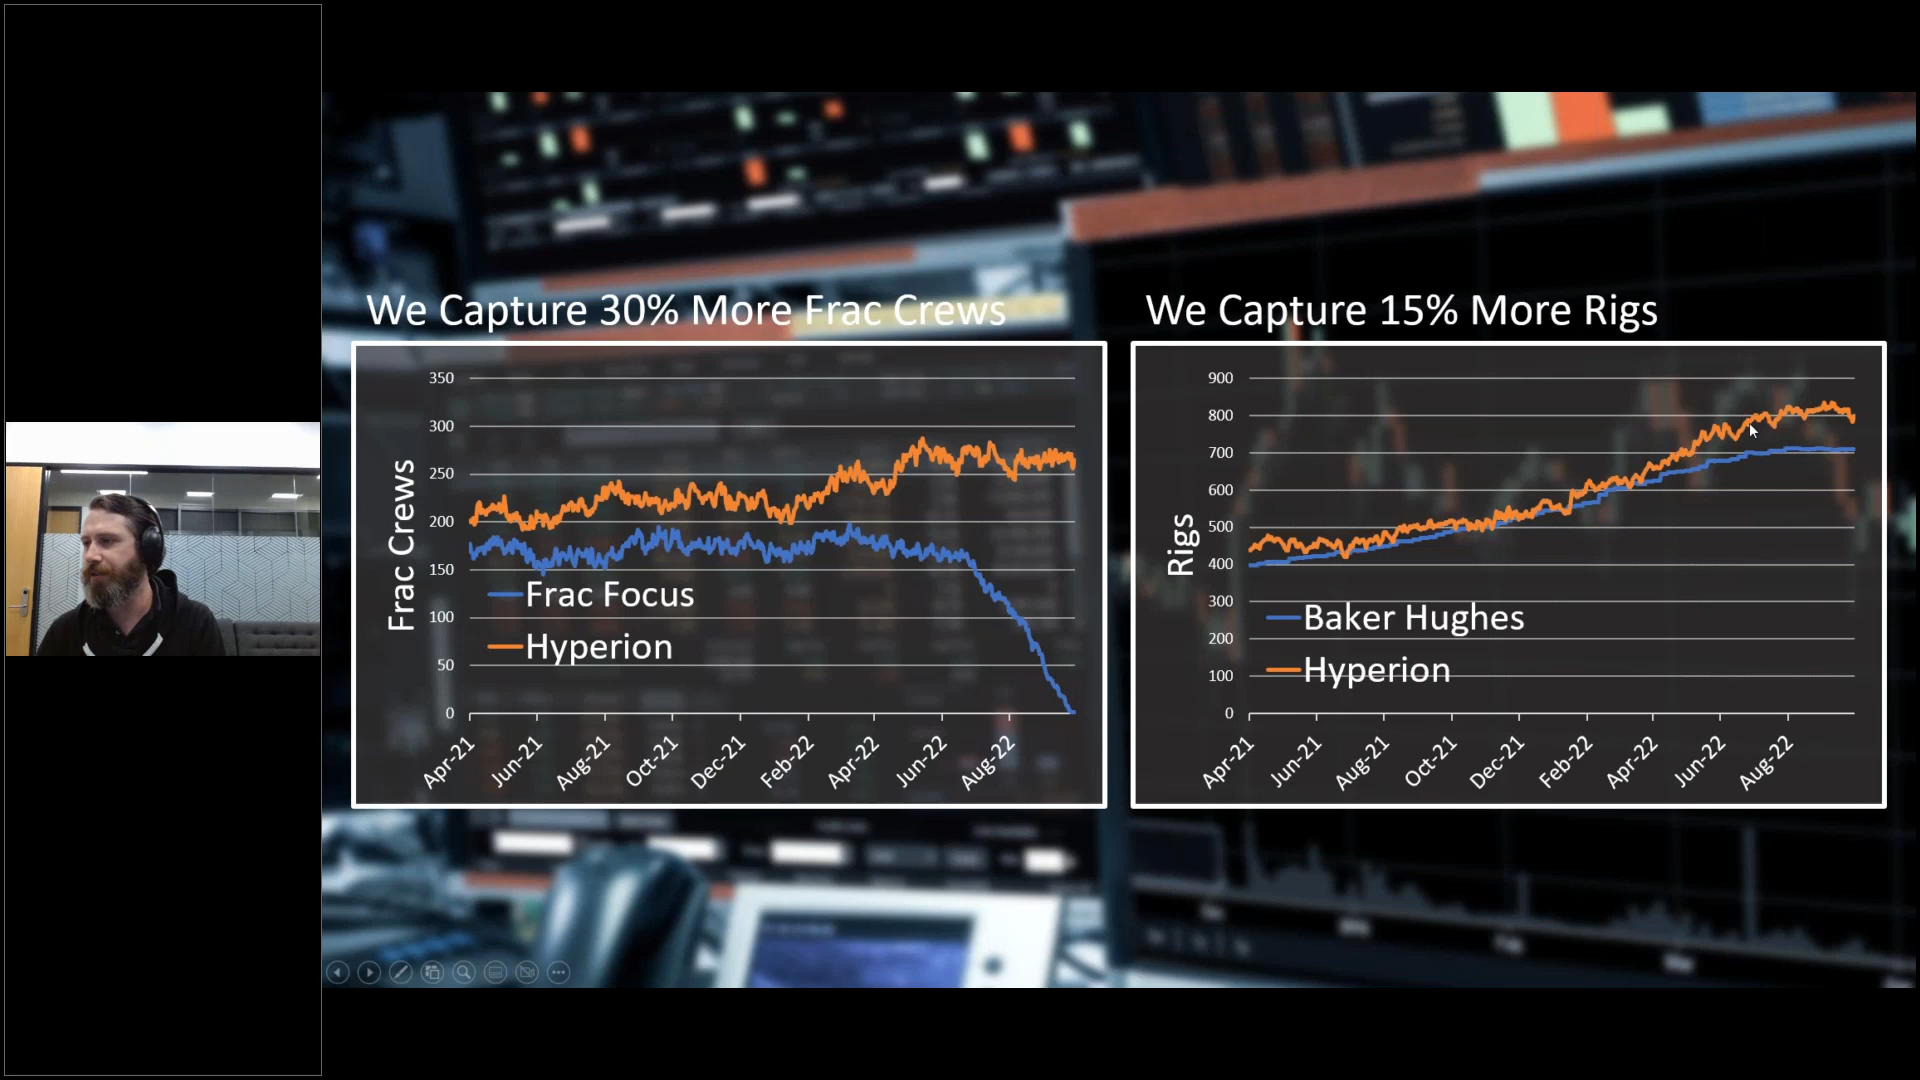 We Capture 30% More Frac Crews
350
300
250
200
150
100
50
0
Frac Crews
Frac Focus
Hyperion
Apr-21
Jun-21
Aug-21
Oct-21
Dec-21
Feb-22
Apr-22
Jun-22
Aug-22
We Capture 15% More Rigs
900
800
700
600
500
400
300
200
100
0
Rigs
Baker Hughes
Hyperion
Apr-21
Jun-21
Aug-21
Oct-21
Dec-21
Feb-22
Apr-22
Jun-22
Aug-22